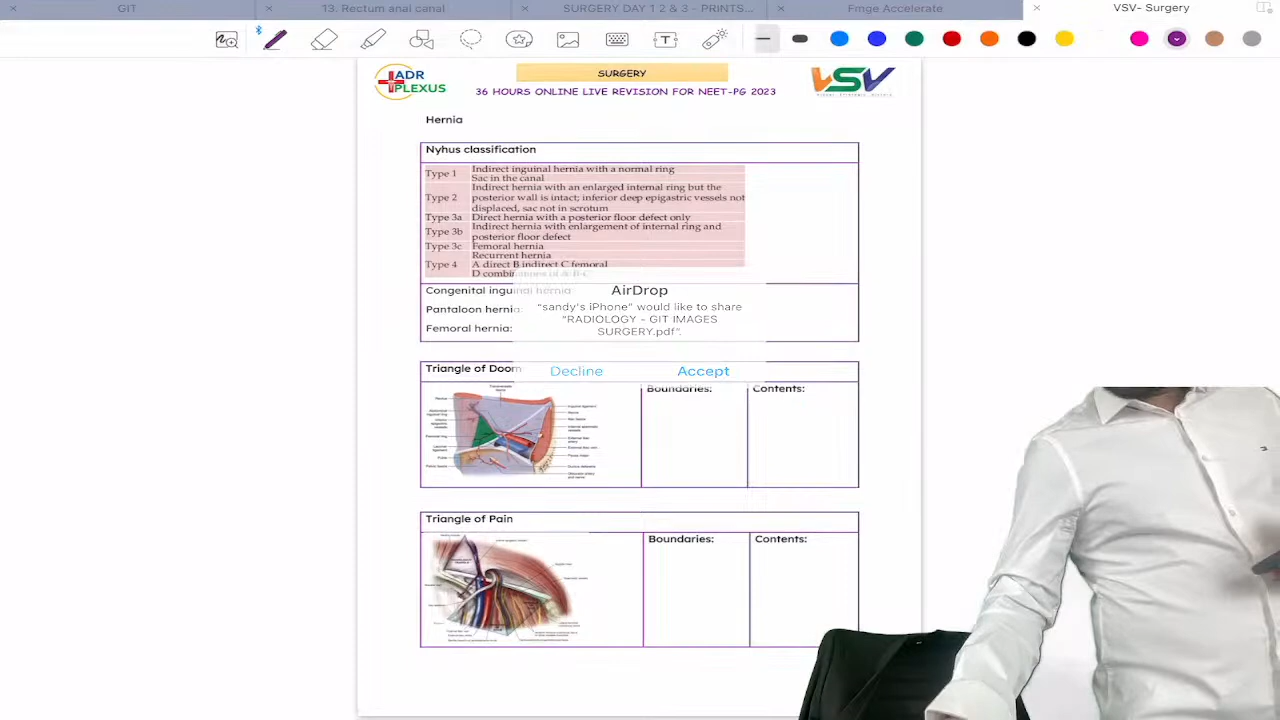 GIT
13. Rectum anal canal
SURGERY DAY 1 2 & 3 - PRINTS...
Fmge Accelerate
VSV- Surgery
ADR
PLEXUS
SURGERY
36 HOURS ONLINE LIVE REVISION FOR NEET-PG 2023
VSV
Hernia
Nyhus classification
Type 1
Indirect inguinal hernia with a normal ring
Sac in the canal
Type 2
Indirect hernia with an enlarged internal ring but the
posterior wall is intact; inferior deep epigastric vessels not
displaced, sac not in scrotum
Type 3a
Direct hernia with a posterior floor defect only
Type 3b
Indirect hernia with enlargement of internal ring and
posterior floor defect
Type 3c
Femoral hernia
Type 4
Recurrent hernia
A direct B indirect C femoral
Congenital inguinal hernia
Pantaloon hernia:
Femoral hernia:
AirDrop
“sandy's iPhone” would like to share
“RADIOLOGY - GIT IMAGES
SURGERY.pdf”.
Decline
Accept
Triangle of Doom
Boundaries:
Contents:
Triangle of Pain
Boundaries:
Contents: